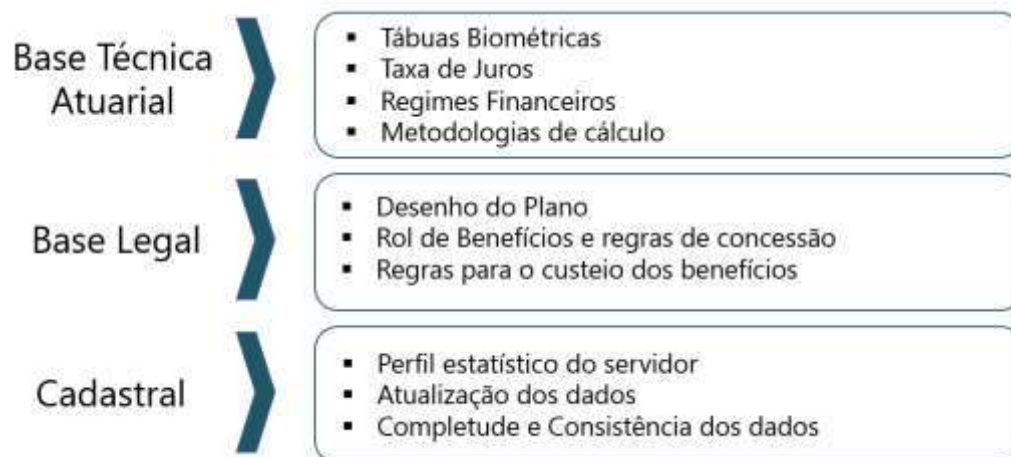 Base Técnica
Atuarial
▪ Tábuas Biométricas
▪ Taxa de Juros
▪ Regimes Financeiros
▪ Metodologias de cálculo
Base Legal
▪ Desenho do Plano
▪ Rol de Benefícios e regras de concessão
▪ Regras para o custeio dos benefícios
Cadastral
▪ Perfil estatístico do servidor
▪ Atualização dos dados
▪ Completude e Consistência dos dados